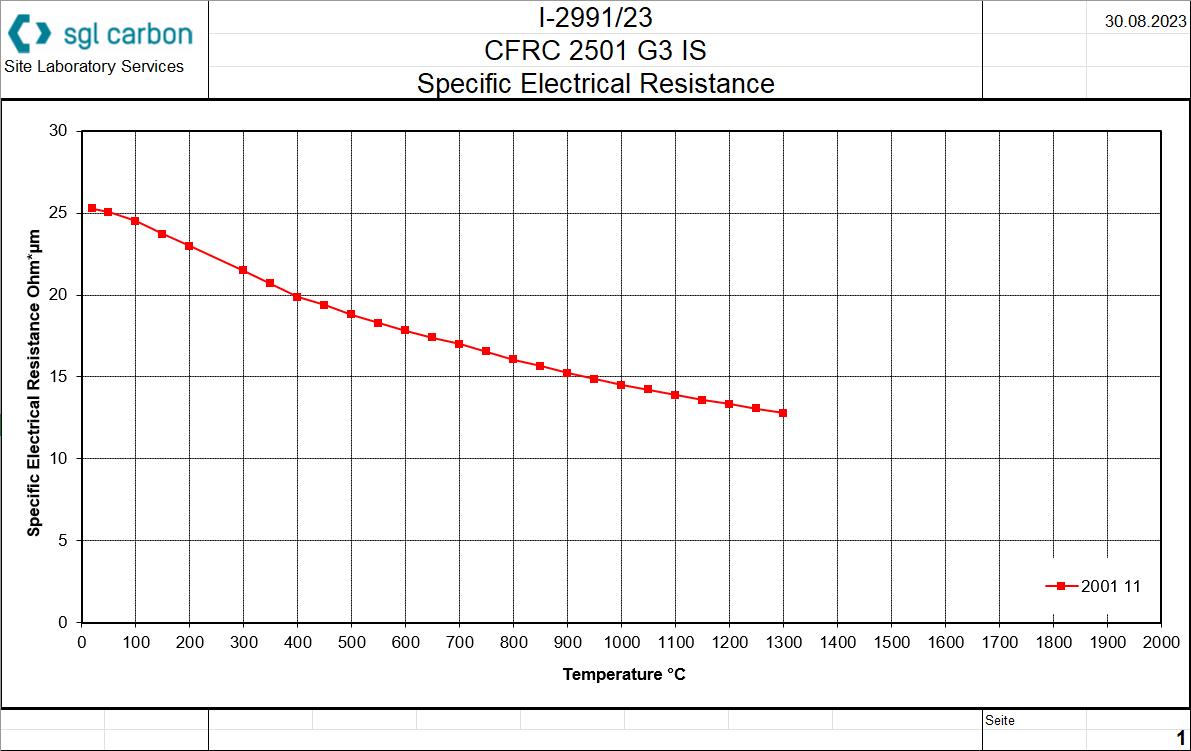 sgl carbon
Site Laboratory Services
I-2991/23
CFRC 2501 G3 IS
Specific Electrical Resistance
30.08.2023
30
25
20
15
10
5
0
Specific Electrical Resistance Ohm*µm
2001 11
0 100 200 300 400 500 600 700 800 900 1000 1100 1200 1300 1400 1500 1600 1700 1800 1900 2000
Temperature °C
Seite
1